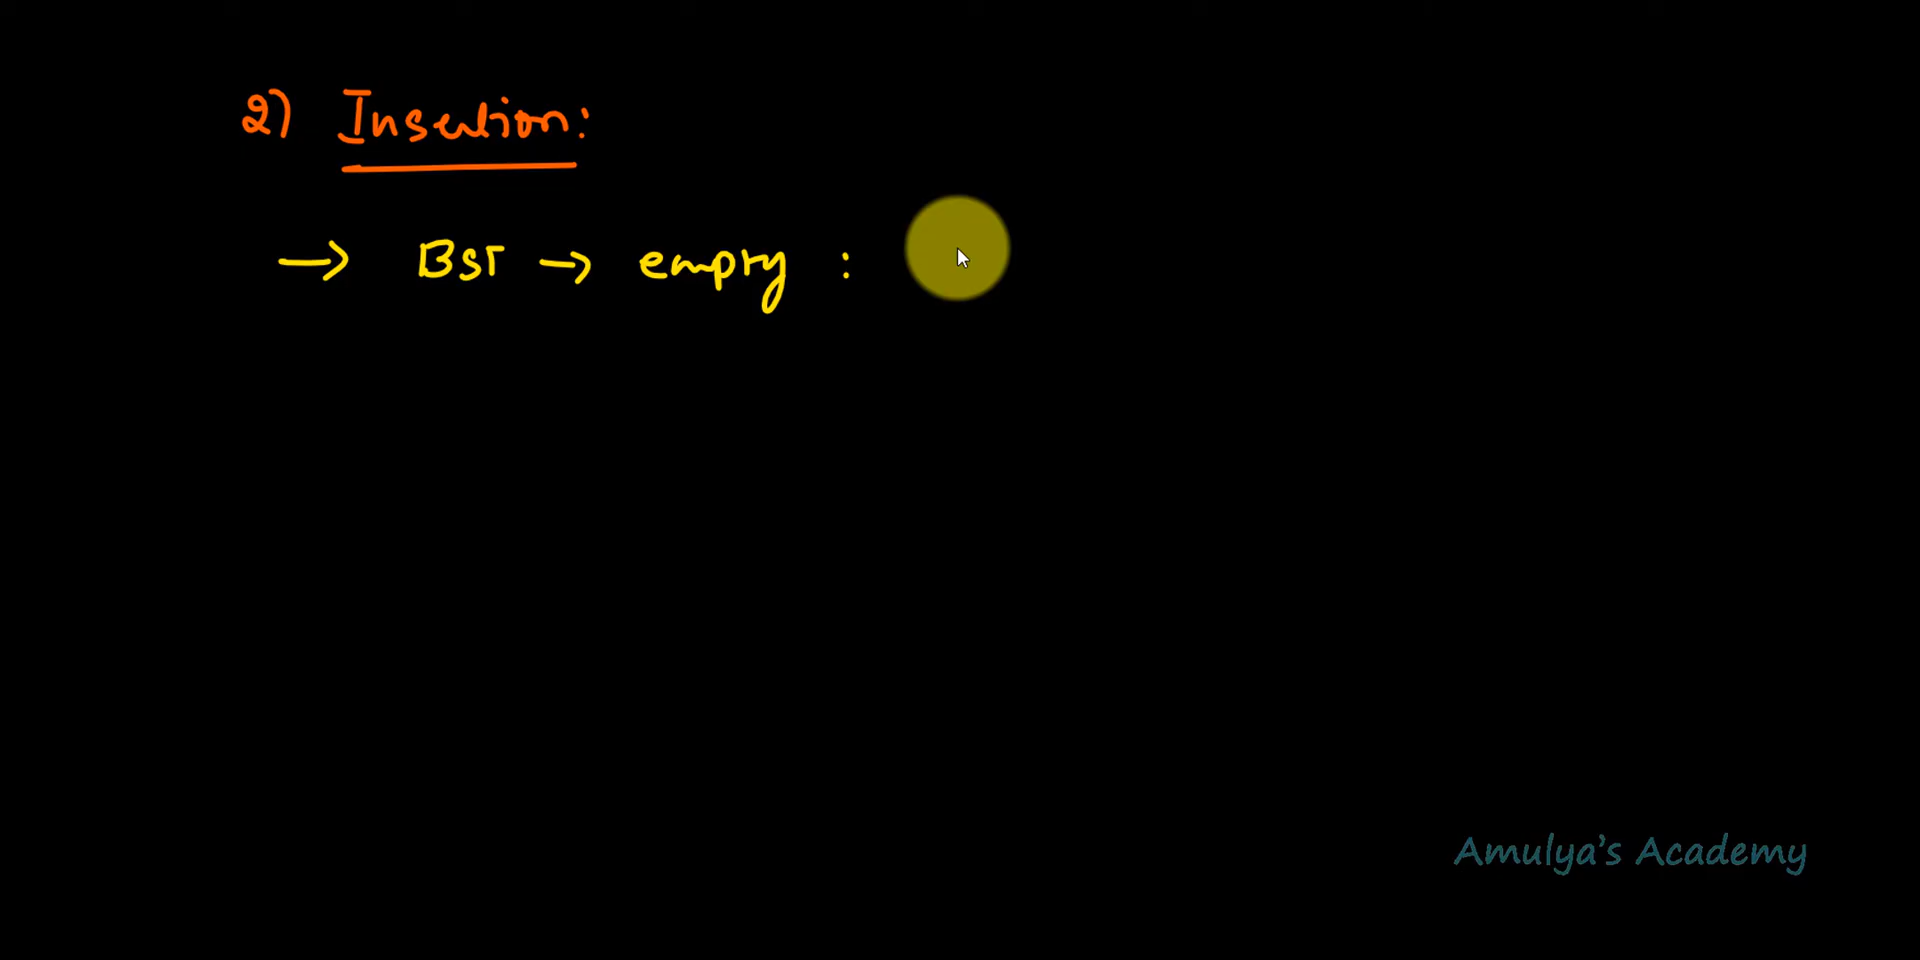 2) Insertion:
→ BST → empty :
Amulya's Academy